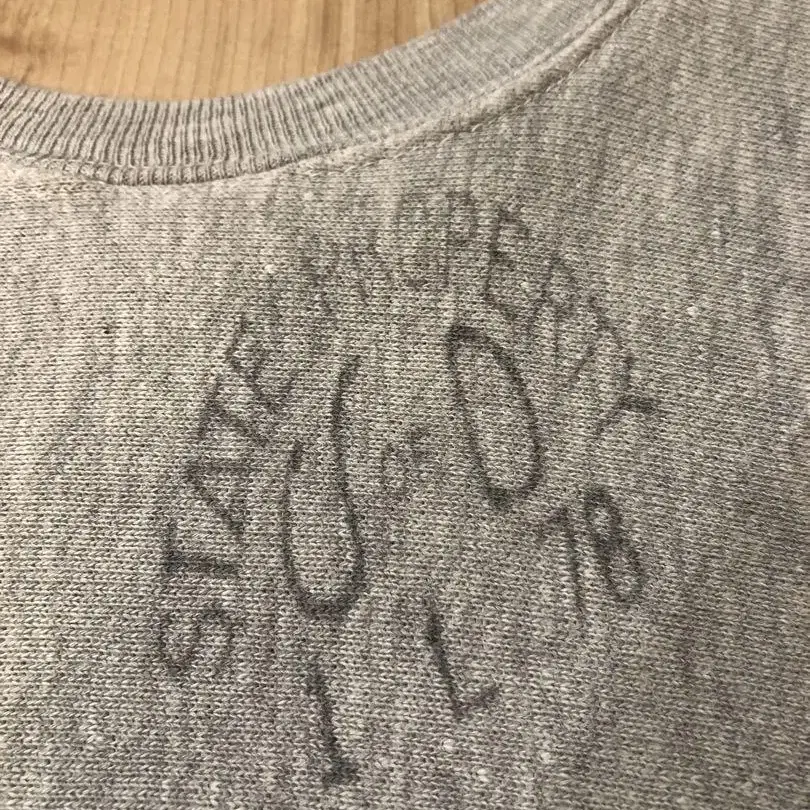 STATE PROPERTY
U OF O
78
I L